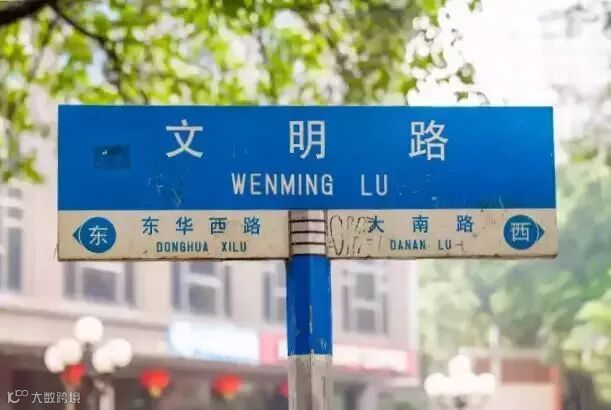 文明路
WENMING LU
东 东华西路 大南路 西
DONGHUA XILU DANAN LU
大数跨境